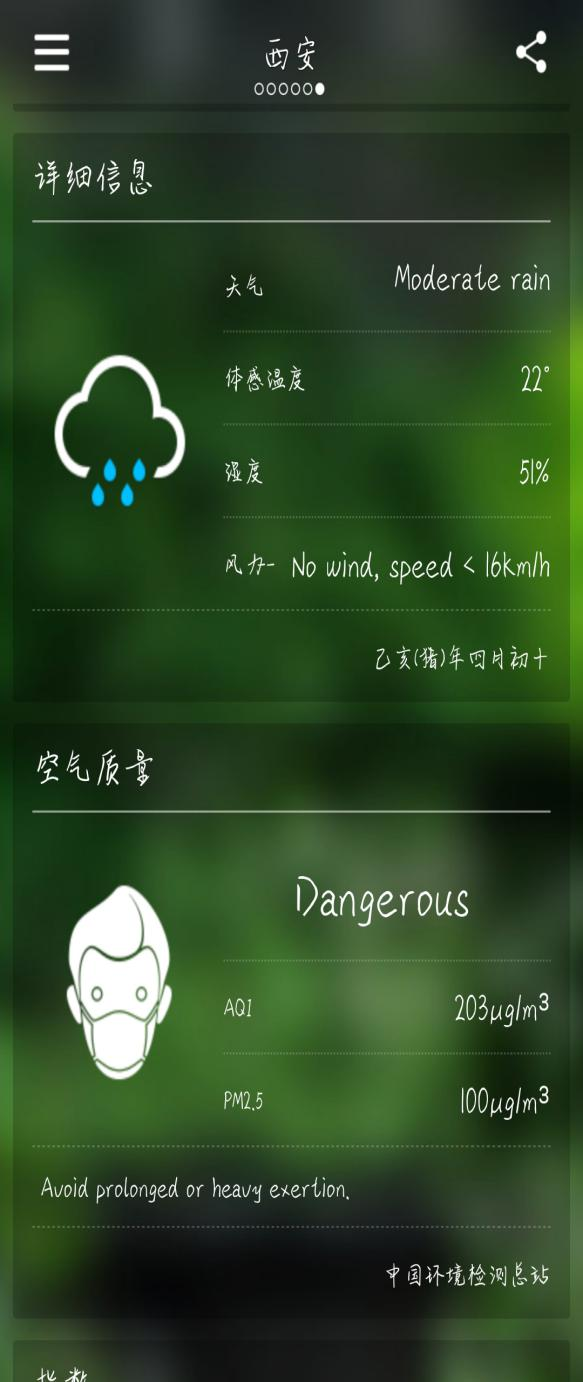 西安
详细信息
天气 Moderate rain
体感温度 22°
湿度 51%
风力- No wind, speed < 16km/h
乙亥(猪)年四月初十
空气质量
Dangerous
AQI 203μg/m³
PM2.5 100μg/m³
Avoid prolonged or heavy exertion.
中国环境检测总站
指数